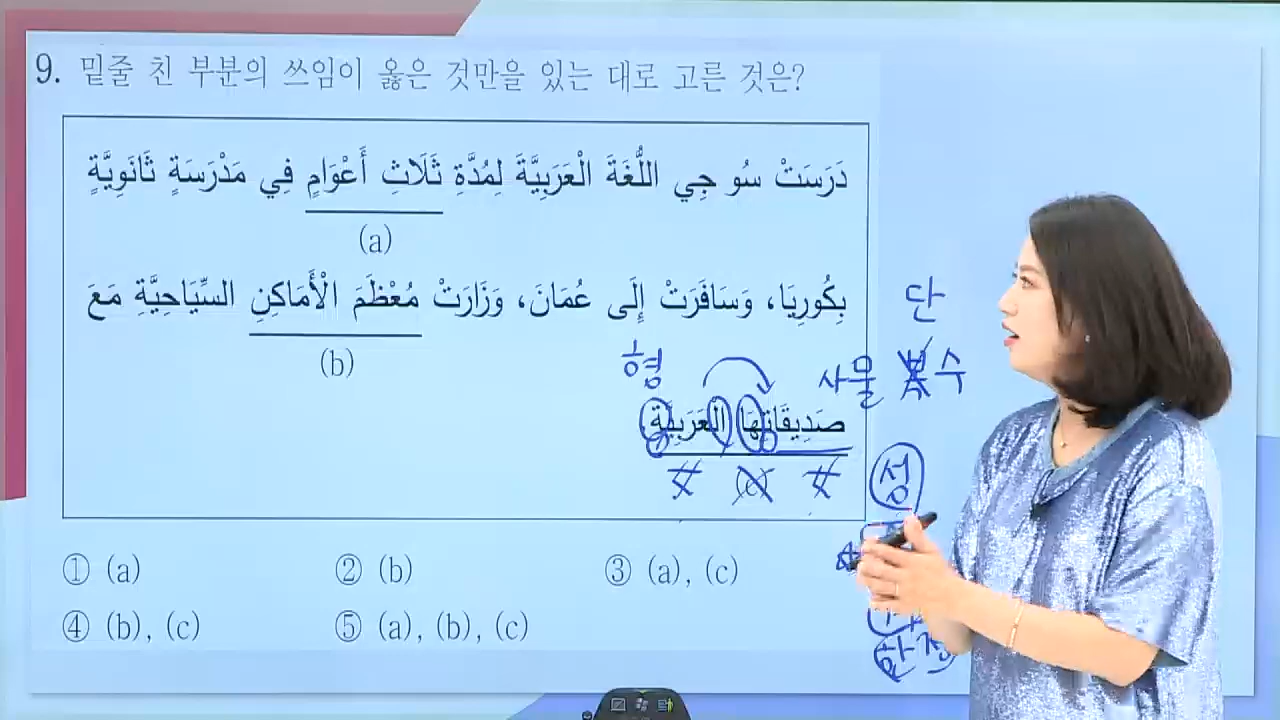 9. 밑줄 친 부분의 쓰임이 옳은 것만을 있는 대로 고른 것은?
دَرَسَتْ سُو جِي اللُّغَةَ الْعَرَبِيَّةَ لِمُدَّةِ ثَلَاثِ أَعْوَامٍ فِي مَدْرَسَةٍ ثَانَوِيَّةٍ
(a)
بِكُورِيَا، وَسَافَرَتْ إِلَى عُمَانَ، وَزَارَتْ مُعْظَمَ الْأَمَاكِنِ السِّيَاحِيَّةِ مَعَ
(b)
단
사물 수
صَدِيقَاتِهَا الْعَرَبِيَّةِ
(c)
성
① (a)
② (b)
③ (a), (c)
④ (b), (c)
⑤ (a), (b), (c)
한정